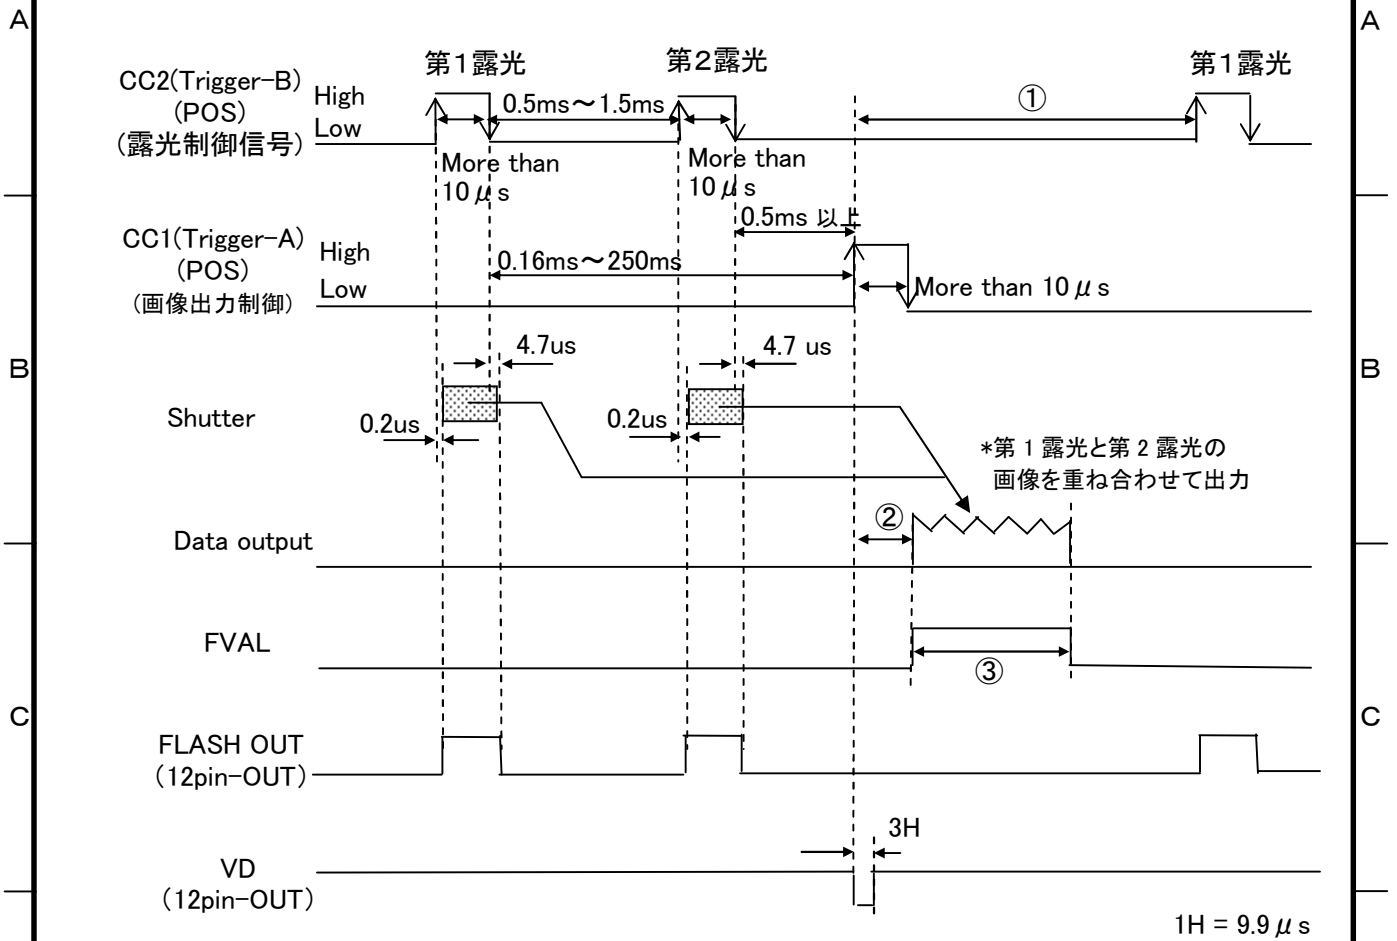 A
A
第1露光
第2露光
第1露光
CC2(Trigger-B)
(POS)
(露光制御信号)
High
Low
0.5ms~1.5ms
①
More than
10μs
More than
10μs
CC1(Trigger-A)
(POS)
(画像出力制御)
High
Low
0.5ms 以上
0.16ms~250ms
More than 10μs
B
B
4.7us
4.7 us
Shutter
0.2us
0.2us
*第1露光と第2露光の
画像を重ね合わせて出力
②
Data output
FVAL
③
C
C
FLASH OUT
(12pin-OUT)
3H
VD
(12pin-OUT)
1H = 9.9μs